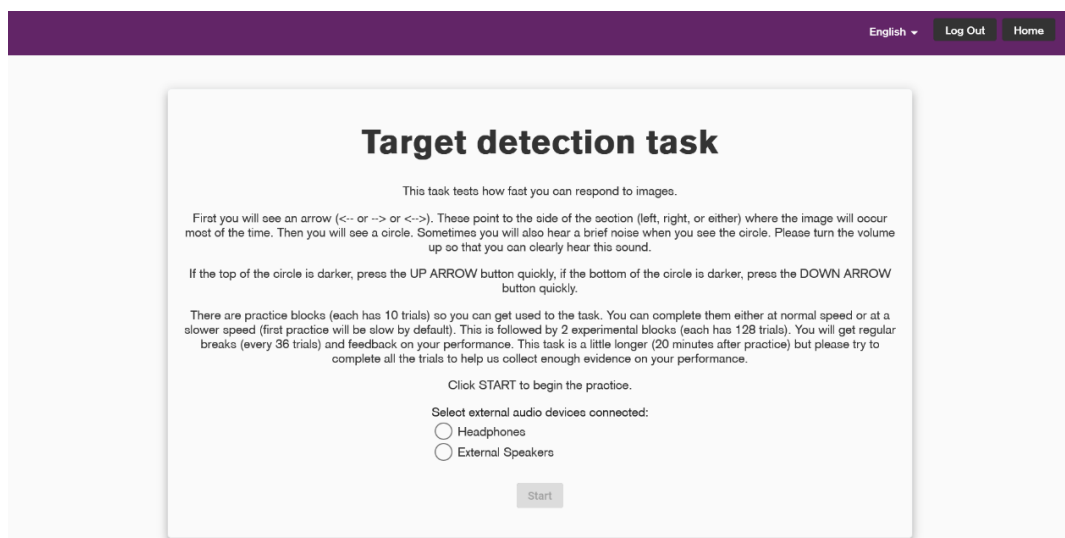 English
Log Out
Home
Target detection task
This task tests how fast you can respond to images.
First you will see an arrow (<-- or --> or <-->). These point to the side of the section (left, right, or either) where the image will occur
most of the time. Then you will see a circle. Sometimes you will also hear a brief noise when you see the circle. Please turn the volume
up so that you can clearly hear this sound.
If the top of the circle is darker, press the UP ARROW button quickly, if the bottom of the circle is darker, press the DOWN ARROW
button quickly.
There are practice blocks (each has 10 trials) so you can get used to the task. You can complete them either at normal speed or at a
slower speed (first practice will be slow by default). This is followed by 2 experimental blocks (each has 128 trials). You will get regular
breaks (every 36 trials) and feedback on your performance. This task is a little longer (20 minutes after practice) but please try to
complete all the trials to help us collect enough evidence on your performance.
Click START to begin the practice.
Select external audio devices connected:
Headphones
External Speakers
Start